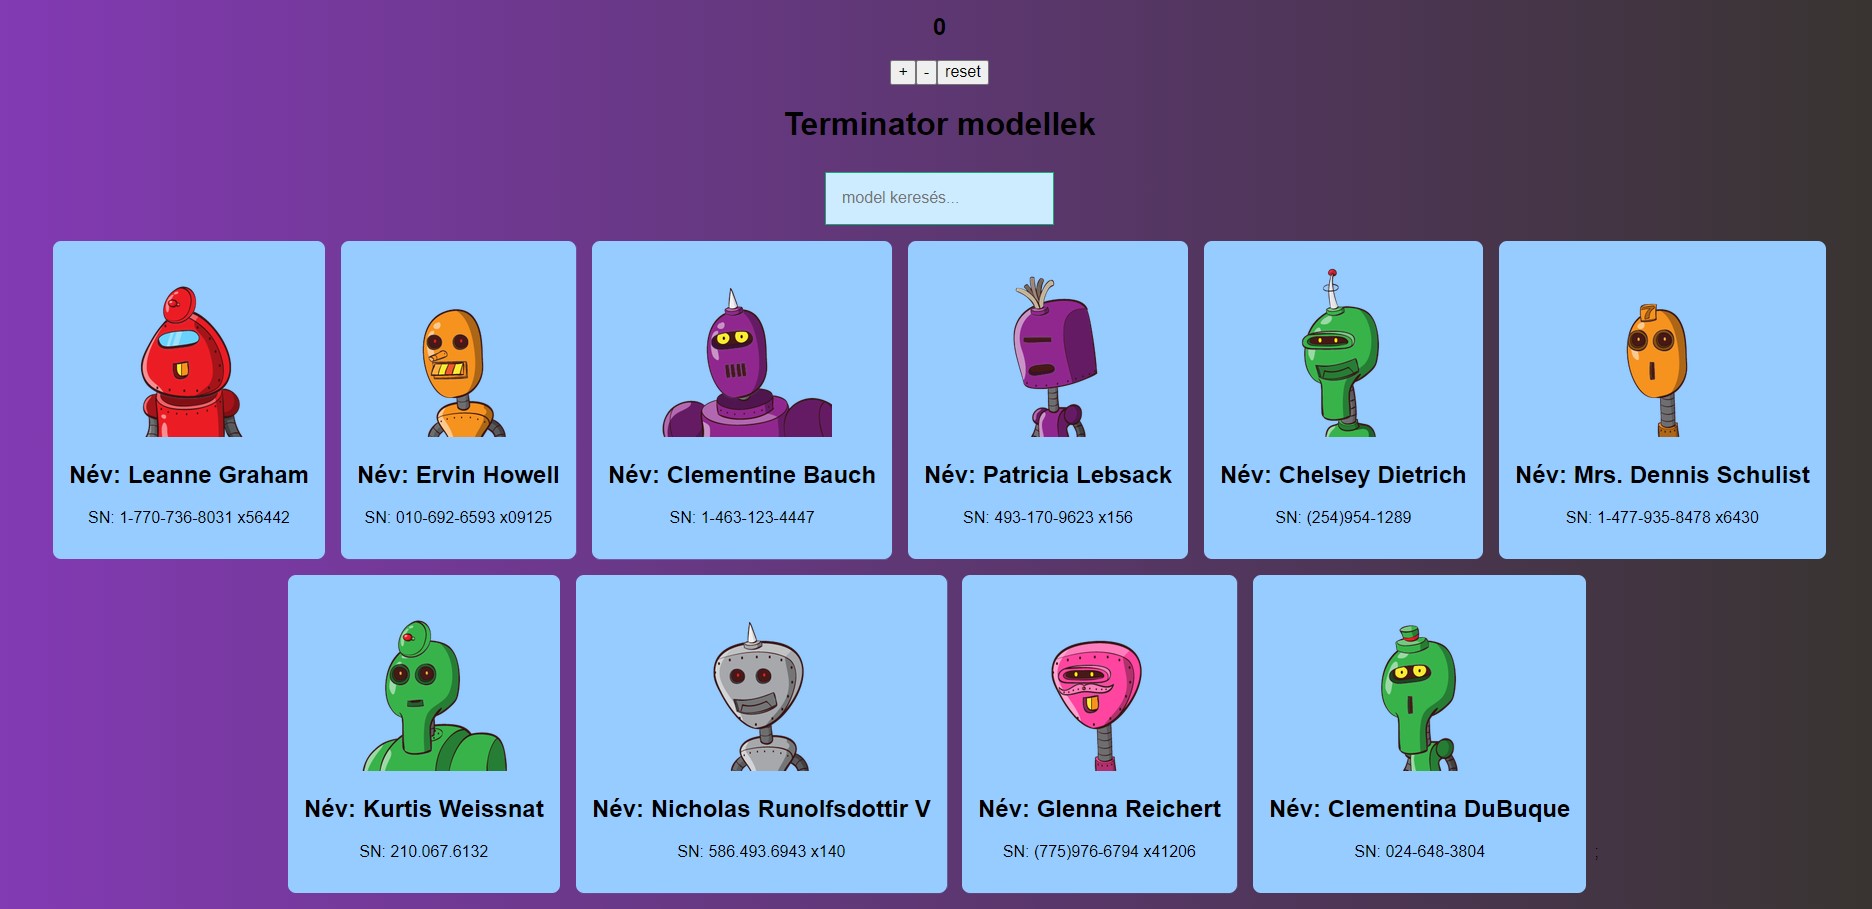 0
+ - reset
Terminator modellek
model keresés...
7
Név: Leanne Graham
SN: 1-770-736-8031 x56442
Név: Ervin Howell
SN: 010-692-6593 x09125
Név: Clementine Bauch
SN: 1-463-123-4447
Név: Patricia Lebsack
SN: 493-170-9623 x156
Név: Chelsey Dietrich
SN: (254)954-1289
Név: Mrs. Dennis Schulist
SN: 1-477-935-8478 x6430
Név: Kurtis Weissnat
SN: 210.067.6132
Név: Nicholas Runolfsdottir V
SN: 586.493.6943 x140
Név: Glenna Reichert
SN: (775)976-6794 x41206
Név: Clementina DuBuque
SN: 024-648-3804
;